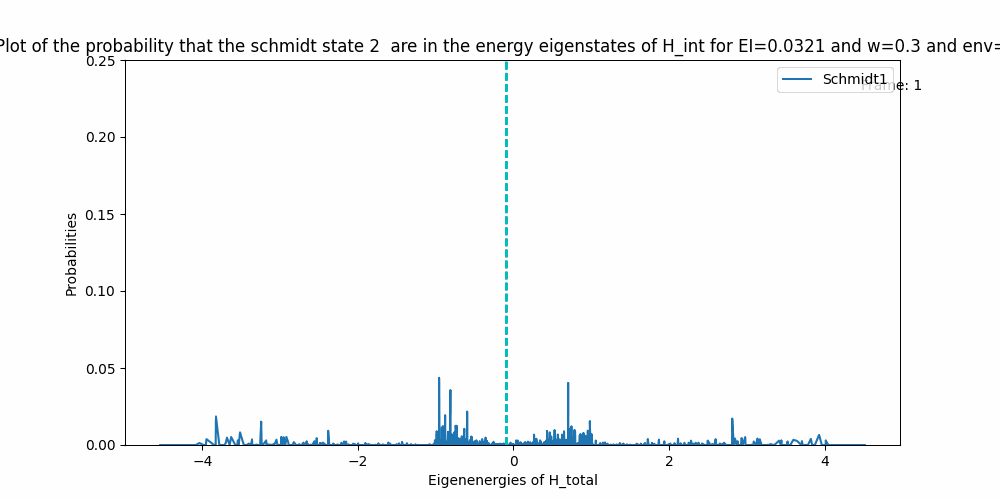 Plot of the probability that the schmidt state 2  are in the energy eigenstates of H_int for EI=0.0321 and w=0.3 and env=
Schmidt1
Frame: 1
0.25
0.20
0.15
0.10
0.05
0.00
Probabilities
−4
−2
0
2
4
Eigenenergies of H_total